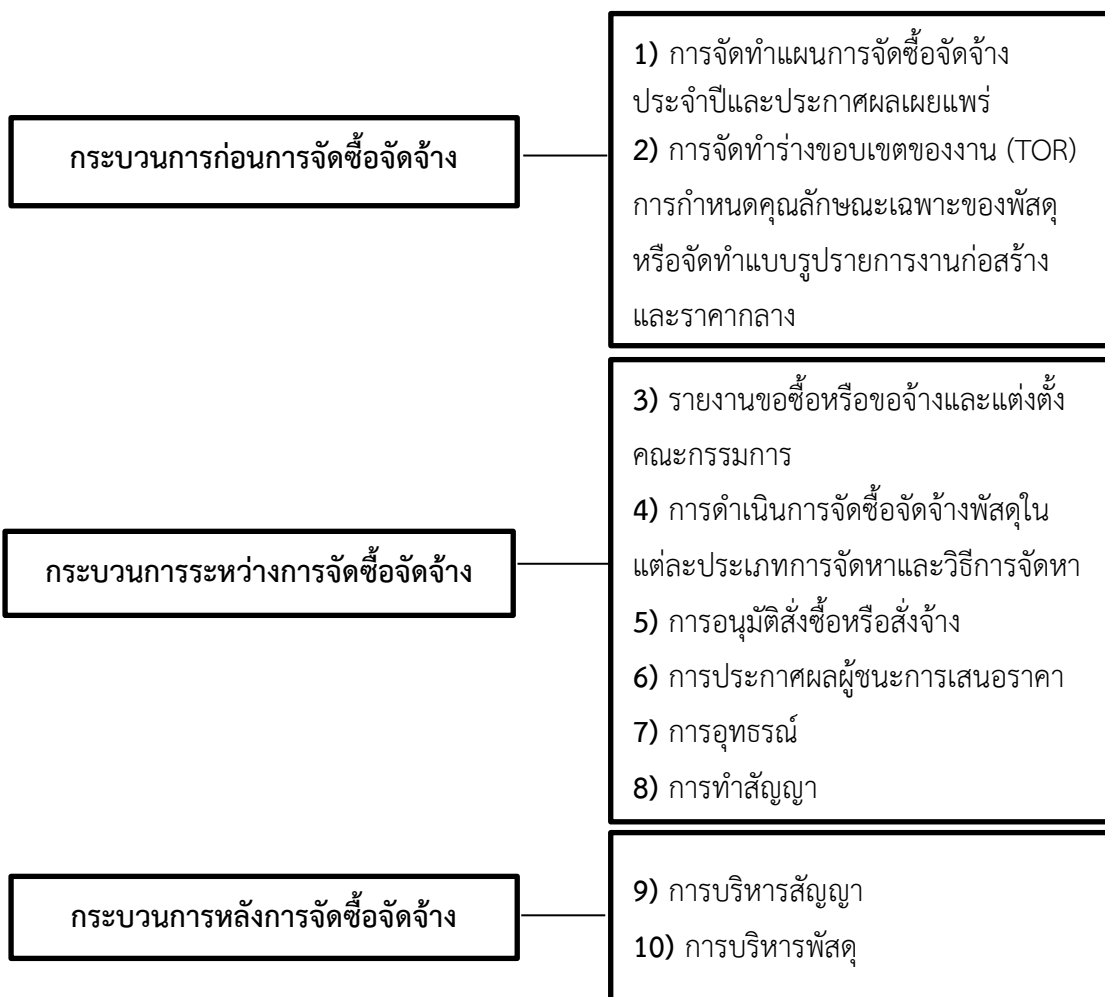 กระบวนการก่อนการจัดซื้อจัดจ้าง
1) การจัดทำแผนการจัดซื้อจัดจ้าง
ประจำปีและประกาศผลเผยแพร่
2) การจัดทำร่างขอบเขตของงาน (TOR)
การกำหนดคุณลักษณะเฉพาะของพัสดุ
หรือจัดทำแบบรูปรายการงานก่อสร้าง
และราคากลาง
กระบวนการระหว่างการจัดซื้อจัดจ้าง
3) รายงานขอซื้อหรือขอจ้างและแต่งตั้ง
คณะกรรมการ
4) การดำเนินการจัดซื้อจัดจ้างพัสดุใน
แต่ละประเภทการจัดหาและวิธีการจัดหา
5) การอนุมัติสั่งซื้อหรือสั่งจ้าง
6) การประกาศผลผู้ชนะการเสนอราคา
7) การอุทธรณ์
8) การทำสัญญา
กระบวนการหลังการจัดซื้อจัดจ้าง
9) การบริหารสัญญา
10) การบริหารพัสดุ